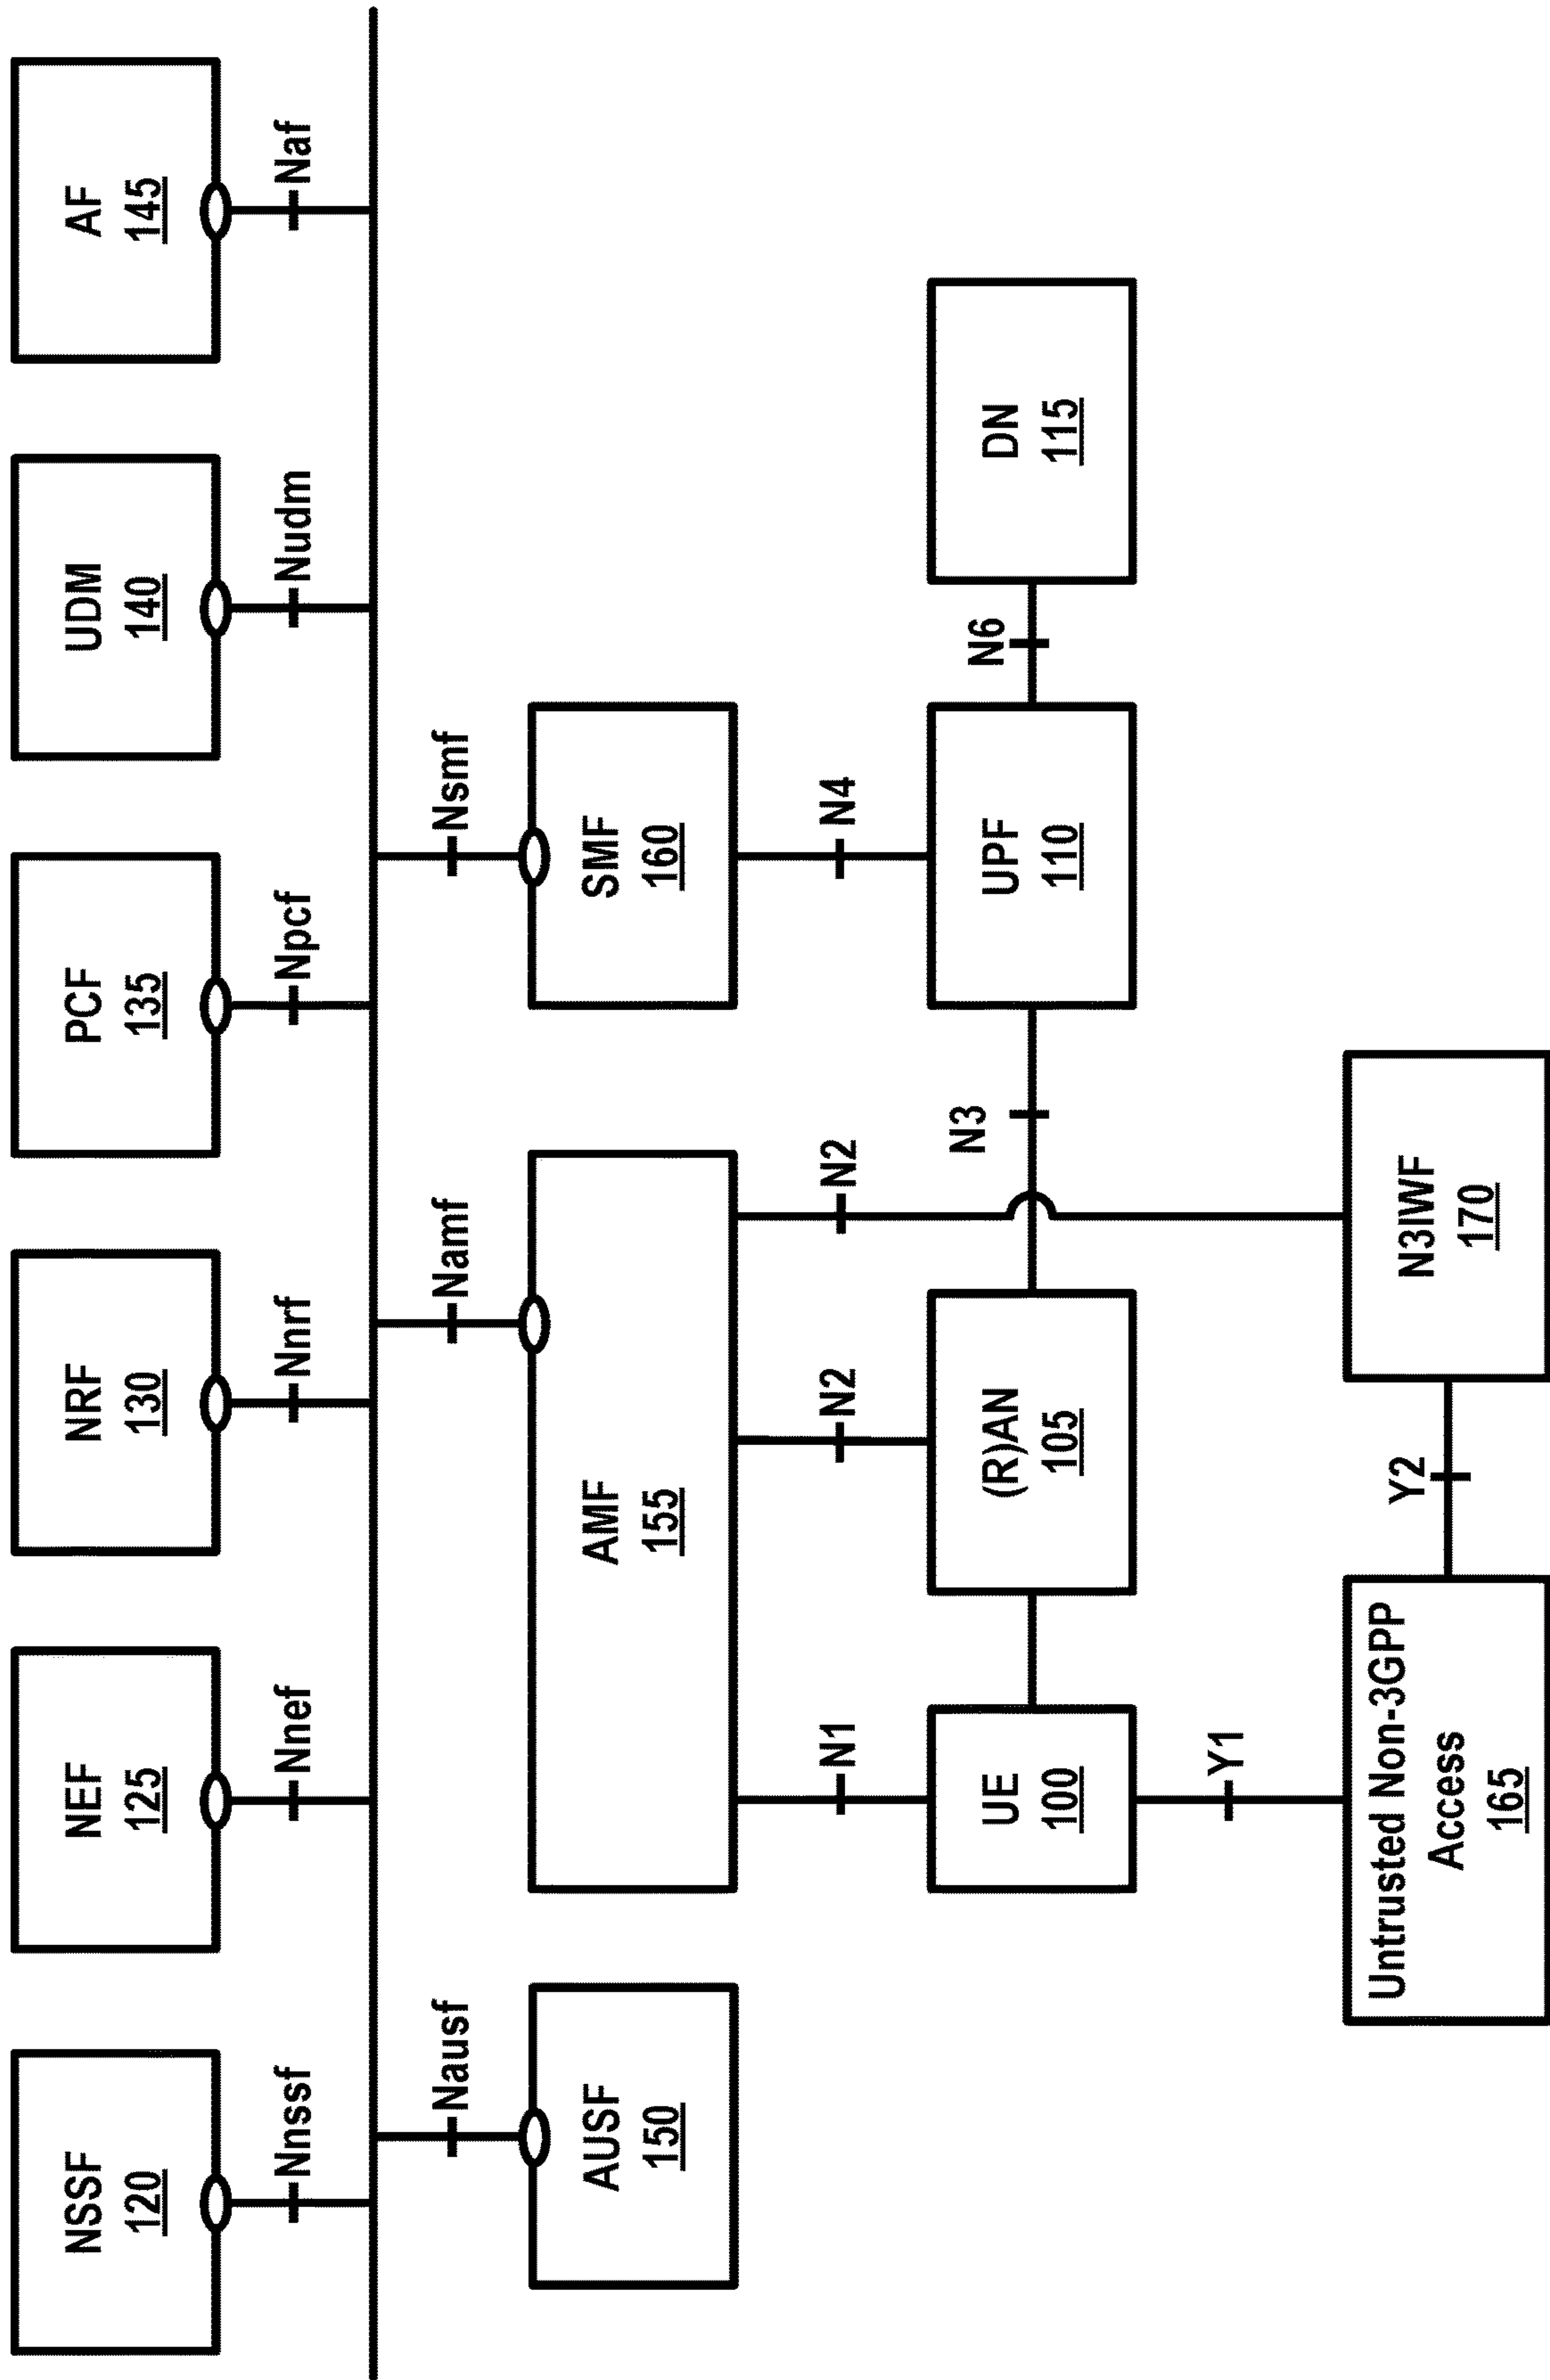 NSSF
120
NEF
125
NRF
130
PCF
135
UDM
140
AF
145
Nnssf
Nnef
Nnrf
Npcf
Nudm
Naf
Nausf
Namf
Nsmf
AUSF
150
AMF
155
SMF
160
N1
N2
N2
N4
UE
100
(R)AN
105
N3
UPF
110
N6
DN
115
Y1
Untrusted Non-3GPP
Access
165
Y2
N3IWF
170